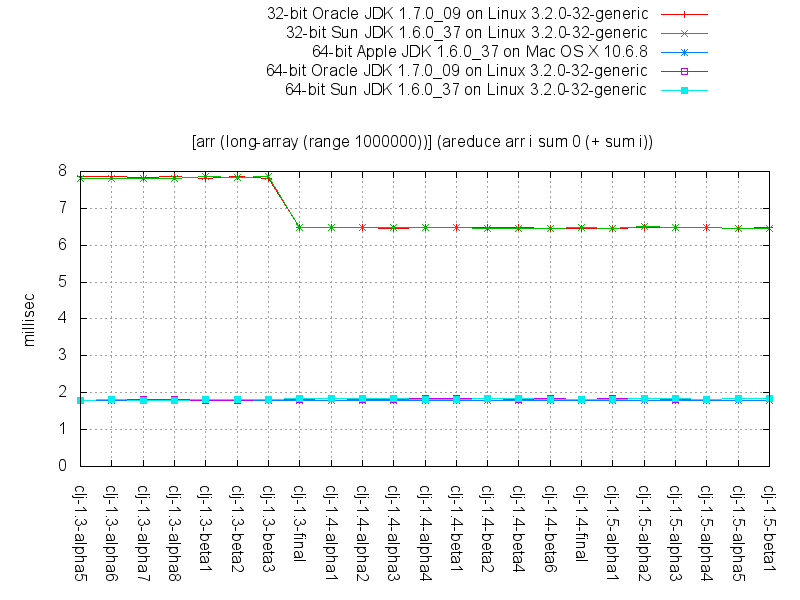 32-bit Oracle JDK 1.7.0_09 on Linux 3.2.0-32-generic
32-bit Sun JDK 1.6.0_37 on Linux 3.2.0-32-generic
64-bit Apple JDK 1.6.0_37 on Mac OS X 10.6.8
64-bit Oracle JDK 1.7.0_09 on Linux 3.2.0-32-generic
64-bit Sun JDK 1.6.0_37 on Linux 3.2.0-32-generic
[arr (long-array (range 1000000))] (areduce arr i sum 0 (+ sum i))
8
7
6
5
4
3
2
1
0
millisec
clj-1.3-alpha5
clj-1.3-alpha6
clj-1.3-alpha7
clj-1.3-alpha8
clj-1.3-beta1
clj-1.3-beta2
clj-1.3-beta3
clj-1.3-final
clj-1.4-alpha1
clj-1.4-alpha2
clj-1.4-alpha3
clj-1.4-alpha4
clj-1.4-beta1
clj-1.4-beta2
clj-1.4-beta4
clj-1.4-beta6
clj-1.4-final
clj-1.5-alpha1
clj-1.5-alpha2
clj-1.5-alpha3
clj-1.5-alpha4
clj-1.5-alpha5
clj-1.5-beta1